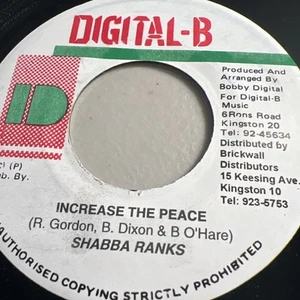 DIGITAL-B
Produced And
Arranged By
Bobby Digital
For Digital-B
Music
6Rons Road
Kingston 20
Tel: 92-45634
Distributed by
Brickwall
Distributors
15 Keesing Ave.
Kingston 10
Tel: 923-5753
ID
(P)
b. By.
INCREASE THE PEACE
(R. Gordon, B. Dixon & B O'Hare)
SHABBA RANKS
AUTHORISED COPYING STRICTLY PROHIBITED